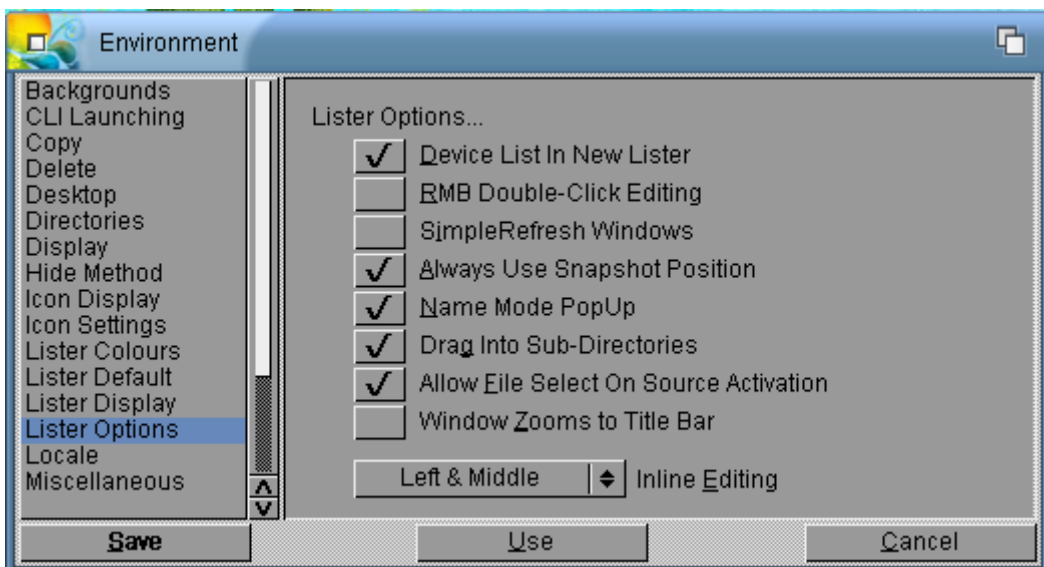 Environment
Backgrounds
CLI Launching
Copy
Delete
Desktop
Directories
Display
Hide Method
Icon Display
Icon Settings
Lister Colours
Lister Default
Lister Display
Lister Options
Locale
Miscellaneous
Lister Options...
Device List In New Lister
RMB Double-Click Editing
SimpleRefresh Windows
Always Use Snapshot Position
Name Mode PopUp
Drag Into Sub-Directories
Allow File Select On Source Activation
Window Zooms to Title Bar
Left & Middle Inline Editing
Save Use Cancel